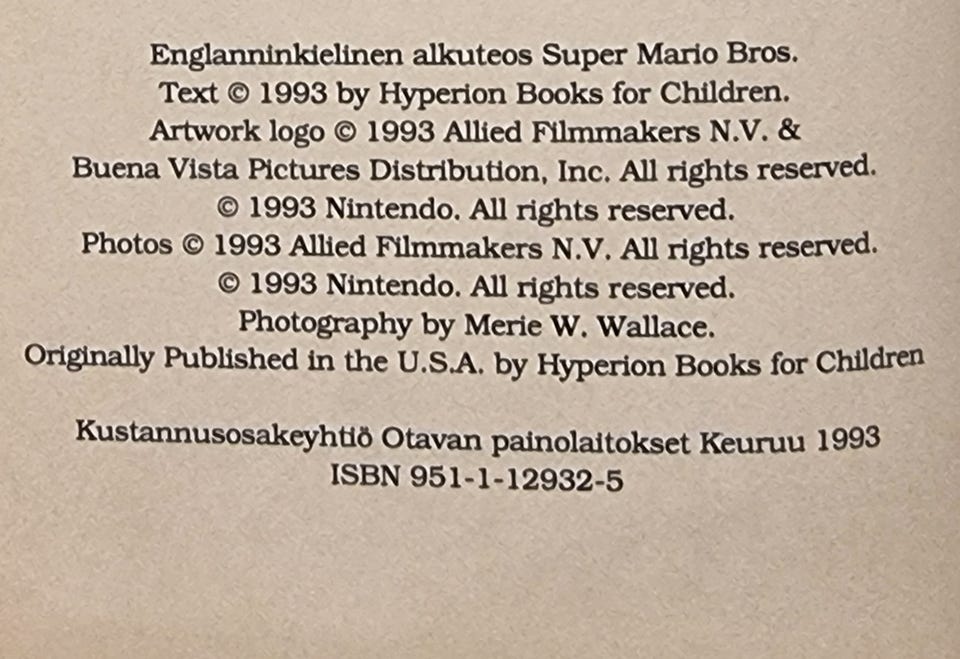 Englanninkielinen alkuteos Super Mario Bros.
Text © 1993 by Hyperion Books for Children.
Artwork logo © 1993 Allied Filmmakers N.V. &
Buena Vista Pictures Distribution, Inc. All rights reserved.
© 1993 Nintendo. All rights reserved.
Photos © 1993 Allied Filmmakers N.V. All rights reserved.
© 1993 Nintendo. All rights reserved.
Photography by Merie W. Wallace.
Originally Published in the U.S.A. by Hyperion Books for Children
Kustannusosakeyhtiö Otavan painolaitokset Keuruu 1993
ISBN 951-1-12932-5